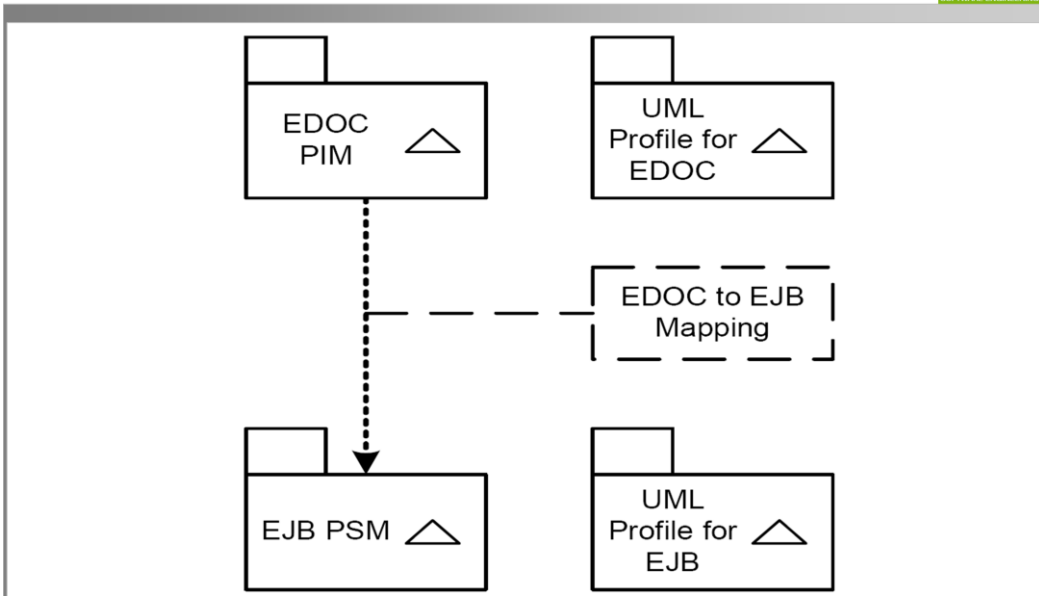 EDOC
PIM
UML
Profile for
EDOC
EDOC to EJB
Mapping
EJB PSM
UML
Profile for
EJB